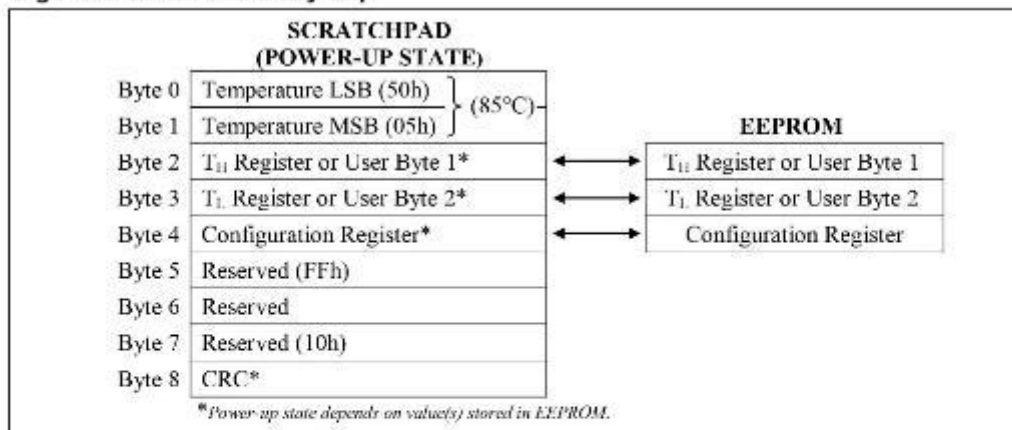 SCRATCHPAD
(POWER-UP STATE)
Byte 0 Temperature LSB (50h)
(85°C)
Byte 1 Temperature MSB (05h)
EEPROM
Byte 2 TH Register or User Byte 1* TH Register or User Byte 1
Byte 3 TL Register or User Byte 2* TL Register or User Byte 2
Byte 4 Configuration Register* Configuration Register
Byte 5 Reserved (FFh)
Byte 6 Reserved
Byte 7 Reserved (10h)
Byte 8 CRC*
*Power-up state depends on value(s) stored in EEPROM.